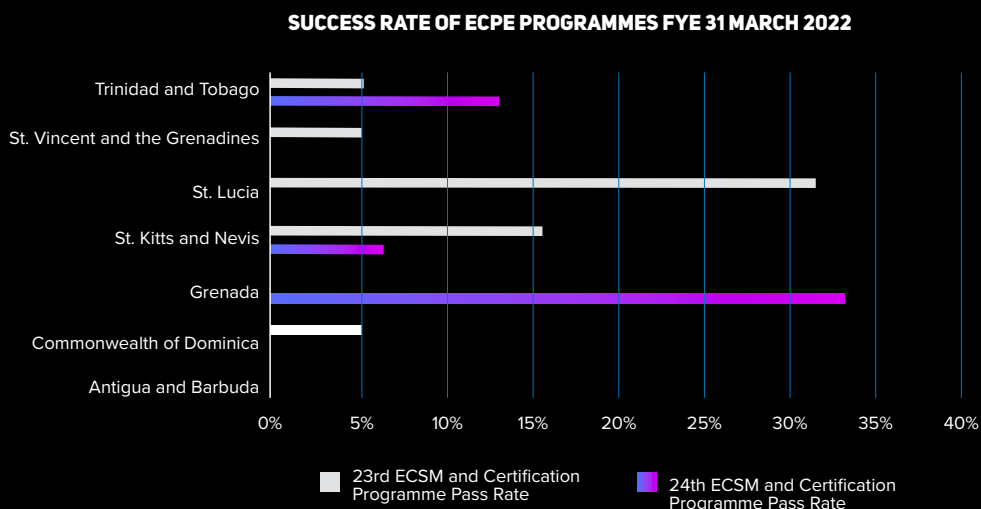 SUCCESS RATE OF ECPE PROGRAMMES FYE 31 MARCH 2022
Trinidad and Tobago
St. Vincent and the Grenadines
St. Lucia
St. Kitts and Nevis
Grenada
Commonwealth of Dominica
Antigua and Barbuda
0% 5% 10% 15% 20% 25% 30% 35% 40%
23rd ECSM and Certification
Programme Pass Rate
24th ECSM and Certification
Programme Pass Rate